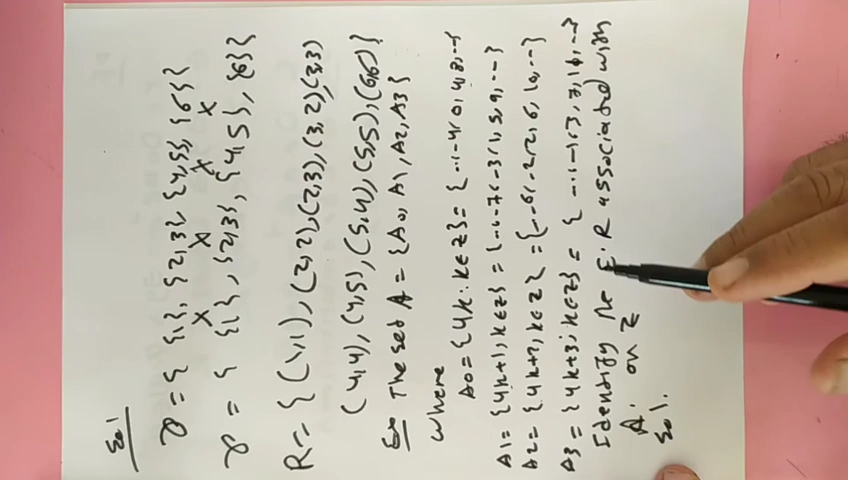 Sol
γ = { {1}, {2,3}, {4,5}, {6} }
x x x x
γ = { {1}, {2,3}, {4,5}, {6} }
Rr = { (1,1), (2,2), (2,3), (3,2), (3,3)
(4,4), (4,5), (5,4), (5,5), (6,6) }
The set A = {A0, A1, A2, A3}
where
A0 = {4k: k∈Z} = { ... -4, 0, 4, 8, ... }
A1 = {4k+1, k∈Z} = {... -7, -3, 1, 5, 9, ... }
A2 = {4k+2, k∈Z} = {... -6, -2, 2, 6, 10, ... }
A3 = {4k+3; k∈Z} = { ... -1, 3, 7, 10, ... }
Identify the E.R associated with
A. on Z
Sol.